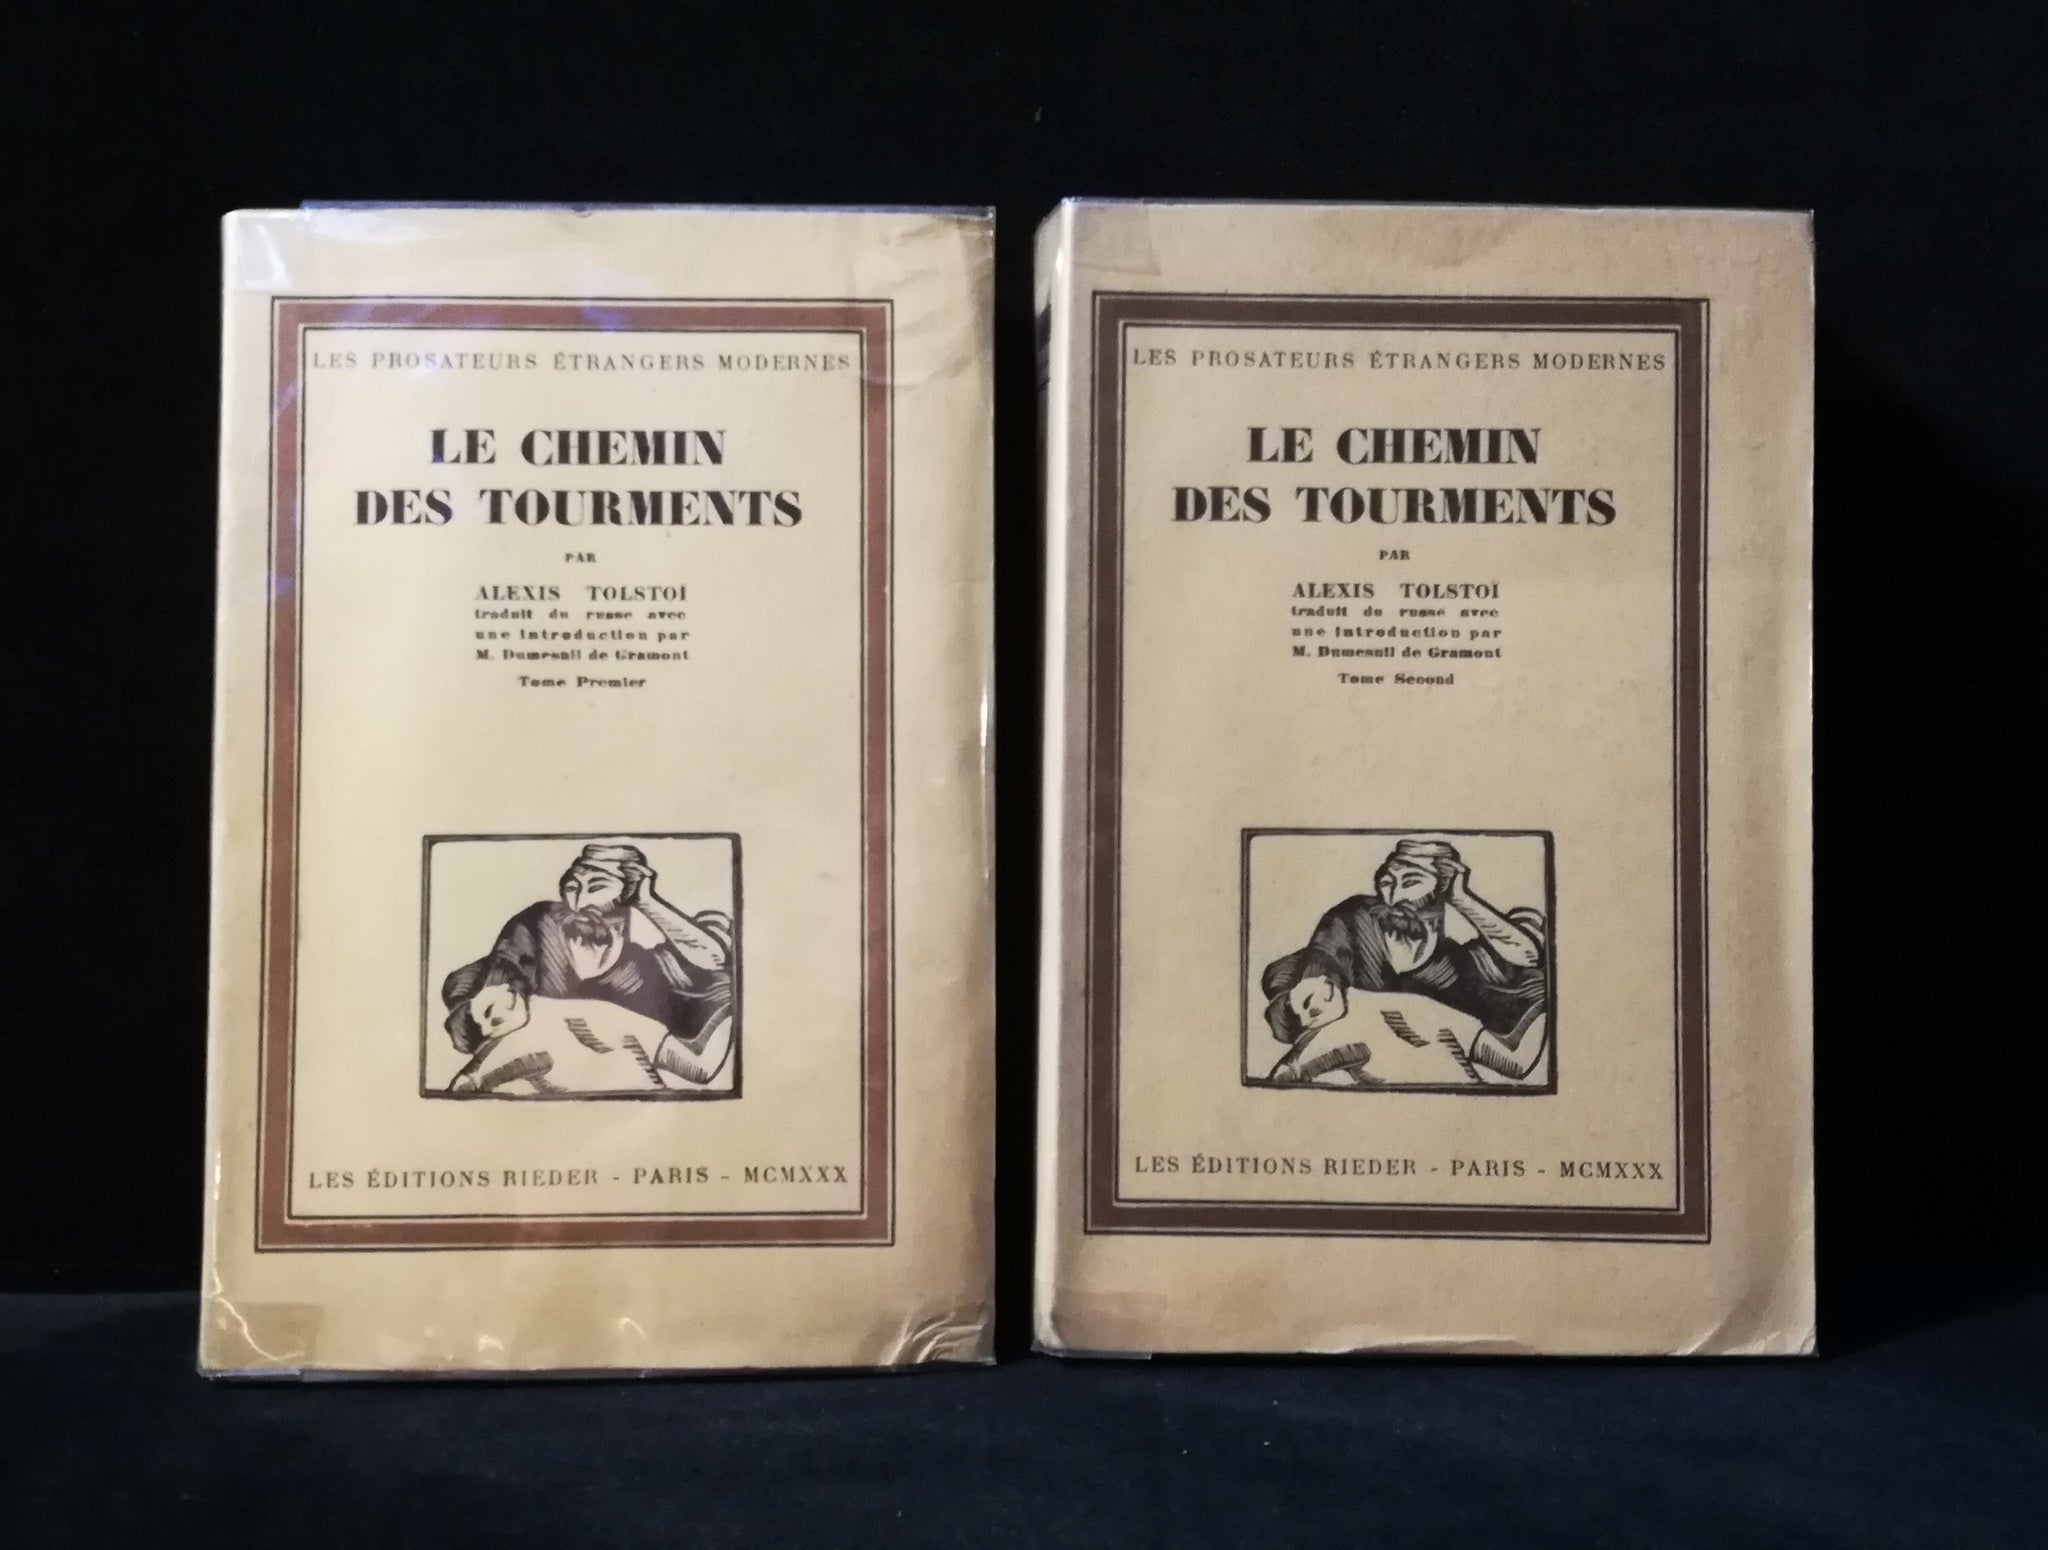 LES PROSATEURS ÉTRANGERS MODERNES
LE CHEMIN
DES TOURMENTS
PAR
ALEXIS TOLSTOÏ
traduit du russe avec
une introduction par
M. Dumesnil de Gramont
Tome Premier
LES ÉDITIONS RIEDER - PARIS - MCMXXX
LES PROSATEURS ÉTRANGERS MODERNES
LE CHEMIN
DES TOURMENTS
PAR
ALEXIS TOLSTOÏ
traduit du russe avec
une introduction par
M. Dumesnil de Gramont
Tome Second
LES ÉDITIONS RIEDER - PARIS - MCMXXX